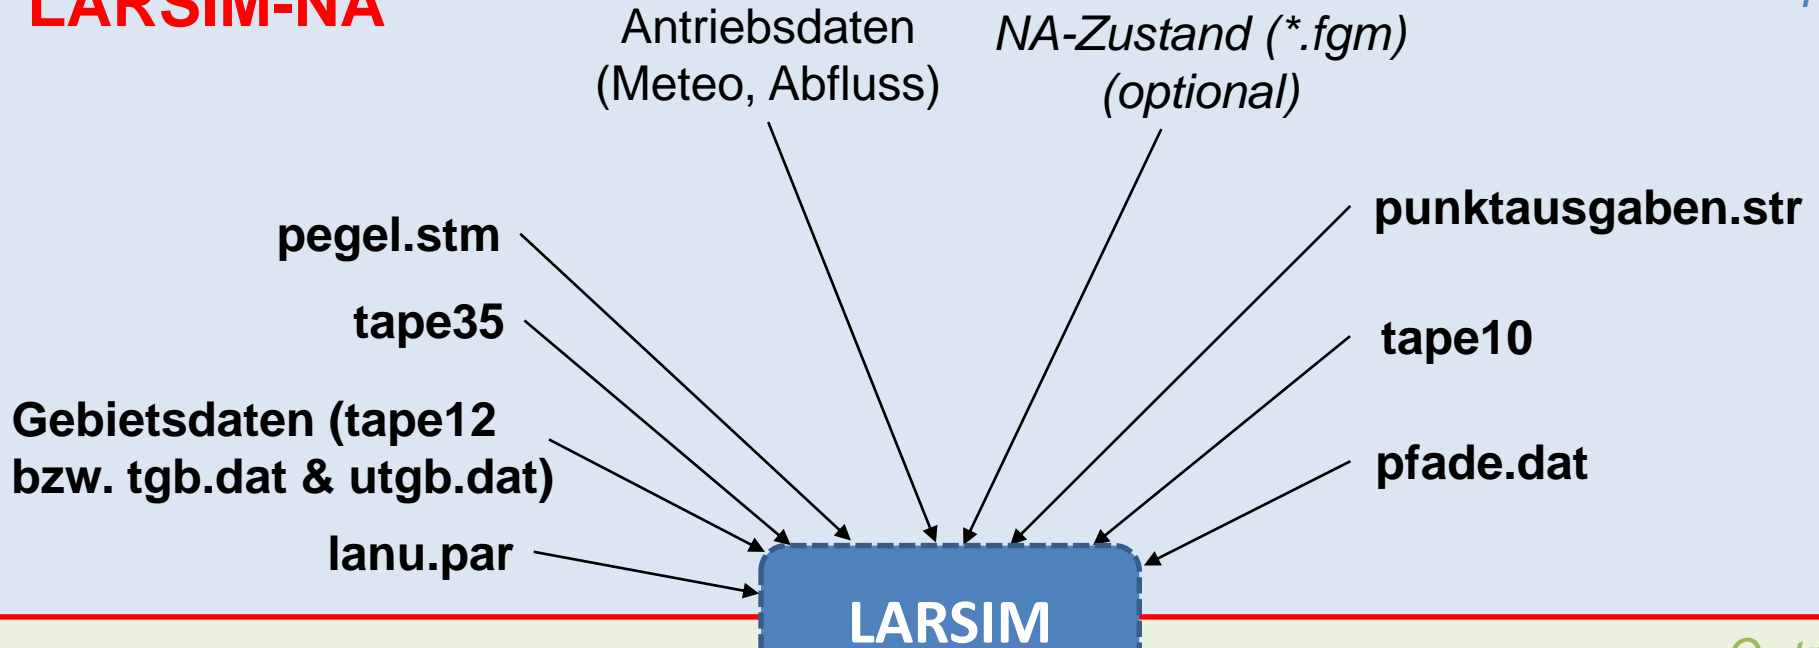 LARSIM-NA
Antriebsdaten
(Meteo, Abfluss)
NA-Zustand (*.fgm)
(optional)
pegel.stm
punktausgaben.str
tape35
tape10
Gebietsdaten (tape12
bzw. tgb.dat & utgb.dat)
pfade.dat
lanu.par
LARSIM